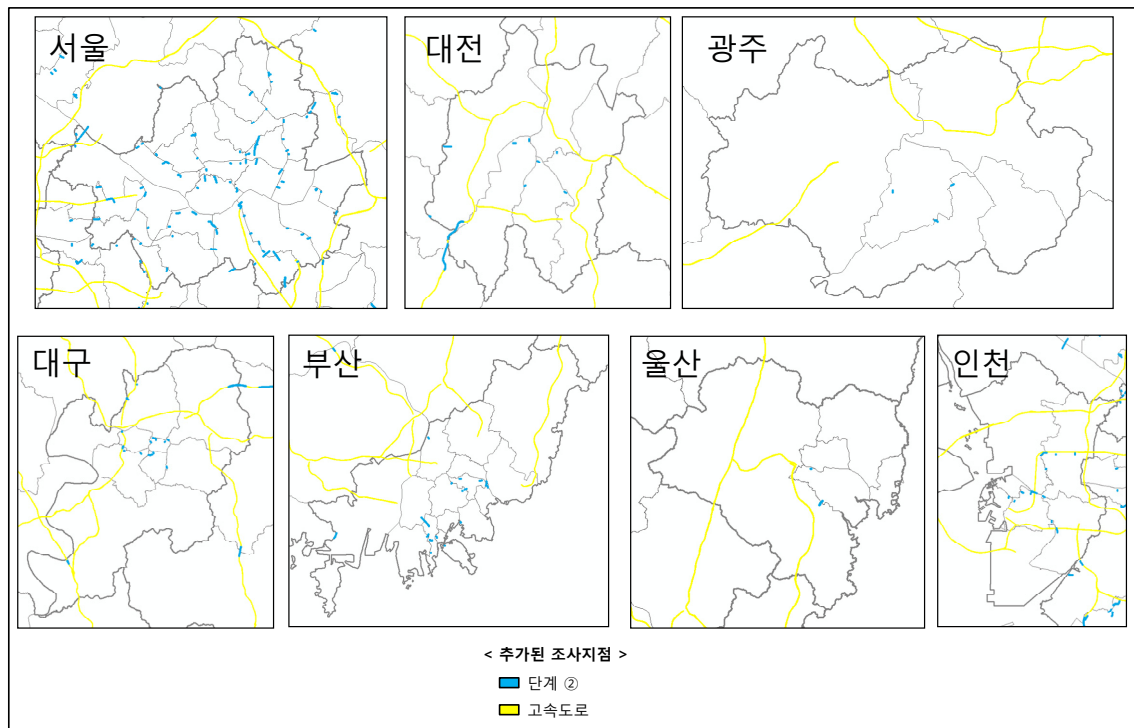 서울
대전
광주
대구
부산
울산
인천
< 추가된 조사지점 >
단계 ②
고속도로